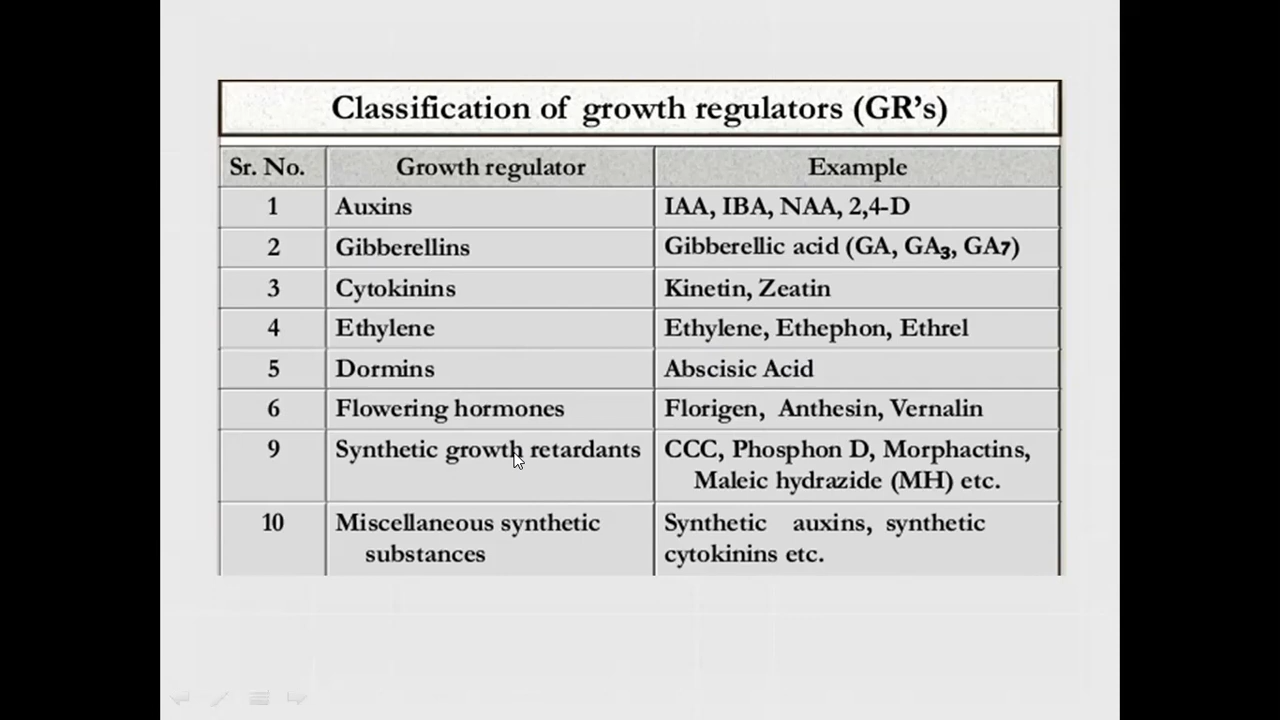 Classification of growth regulators (GR’s)
Sr. No. Growth regulator Example
1 Auxins IAA, IBA, NAA, 2,4-D
2 Gibberellins Gibberellic acid (GA, GA₃, GA7)
3 Cytokinins Kinetin, Zeatin
4 Ethylene Ethylene, Ethephon, Ethrel
5 Dormins Abscisic Acid
6 Flowering hormones Florigen, Anthesin, Vernalin
9 Synthetic growth retardants CCC, Phosphon D, Morphactins,
Maleic hydrazide (MH) etc.
10 Miscellaneous synthetic Synthetic auxins, synthetic
substances cytokinins etc.